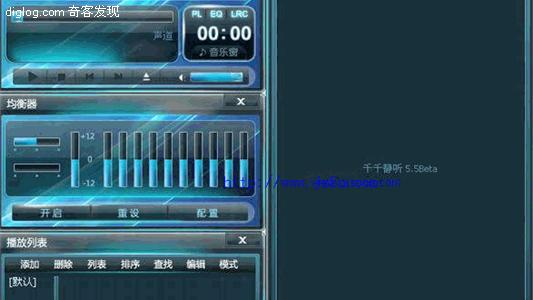 diglog.com 奇客发现
PL EQ LRC
00:00
声道
♪音乐窗
均衡器
X
+12
0
-12
开启 重设 配置
千千静听 5.5Beta
播放列表
X
添加 删除 列表 排序 查找 编辑 模式
[默认]